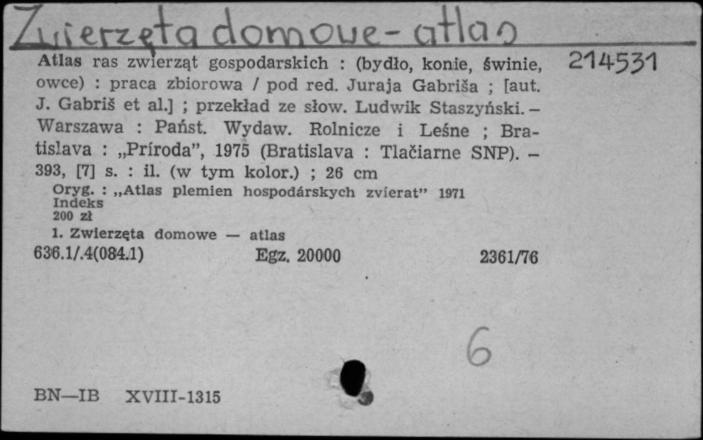 Zwierzęta domowe - atlas
Atlas ras zwierząt gospodarskich : (bydło, konie, świnie, 214531
owce) : praca zbiorowa / pod red. Juraja Gabriša ; [aut.
J. Gabriš et al.] ; przekład ze słow. Ludwik Staszyński. –
Warszawa : Państ. Wydaw. Rolnicze i Leśne ; Bra-
tislava : „Príroda”, 1975 (Bratislava : Tlačiarne SNP). –
393, [7] s. : il. (w tym kolor.) ; 26 cm
Oryg. : „Atlas plemien hospodárskych zvierat” 1971
Indeks
200 zł
1. Zwierzęta domowe — atlas
636.1/.4(084.1) Egz. 20000 2361/76
6
BN—IB XVIII-1315